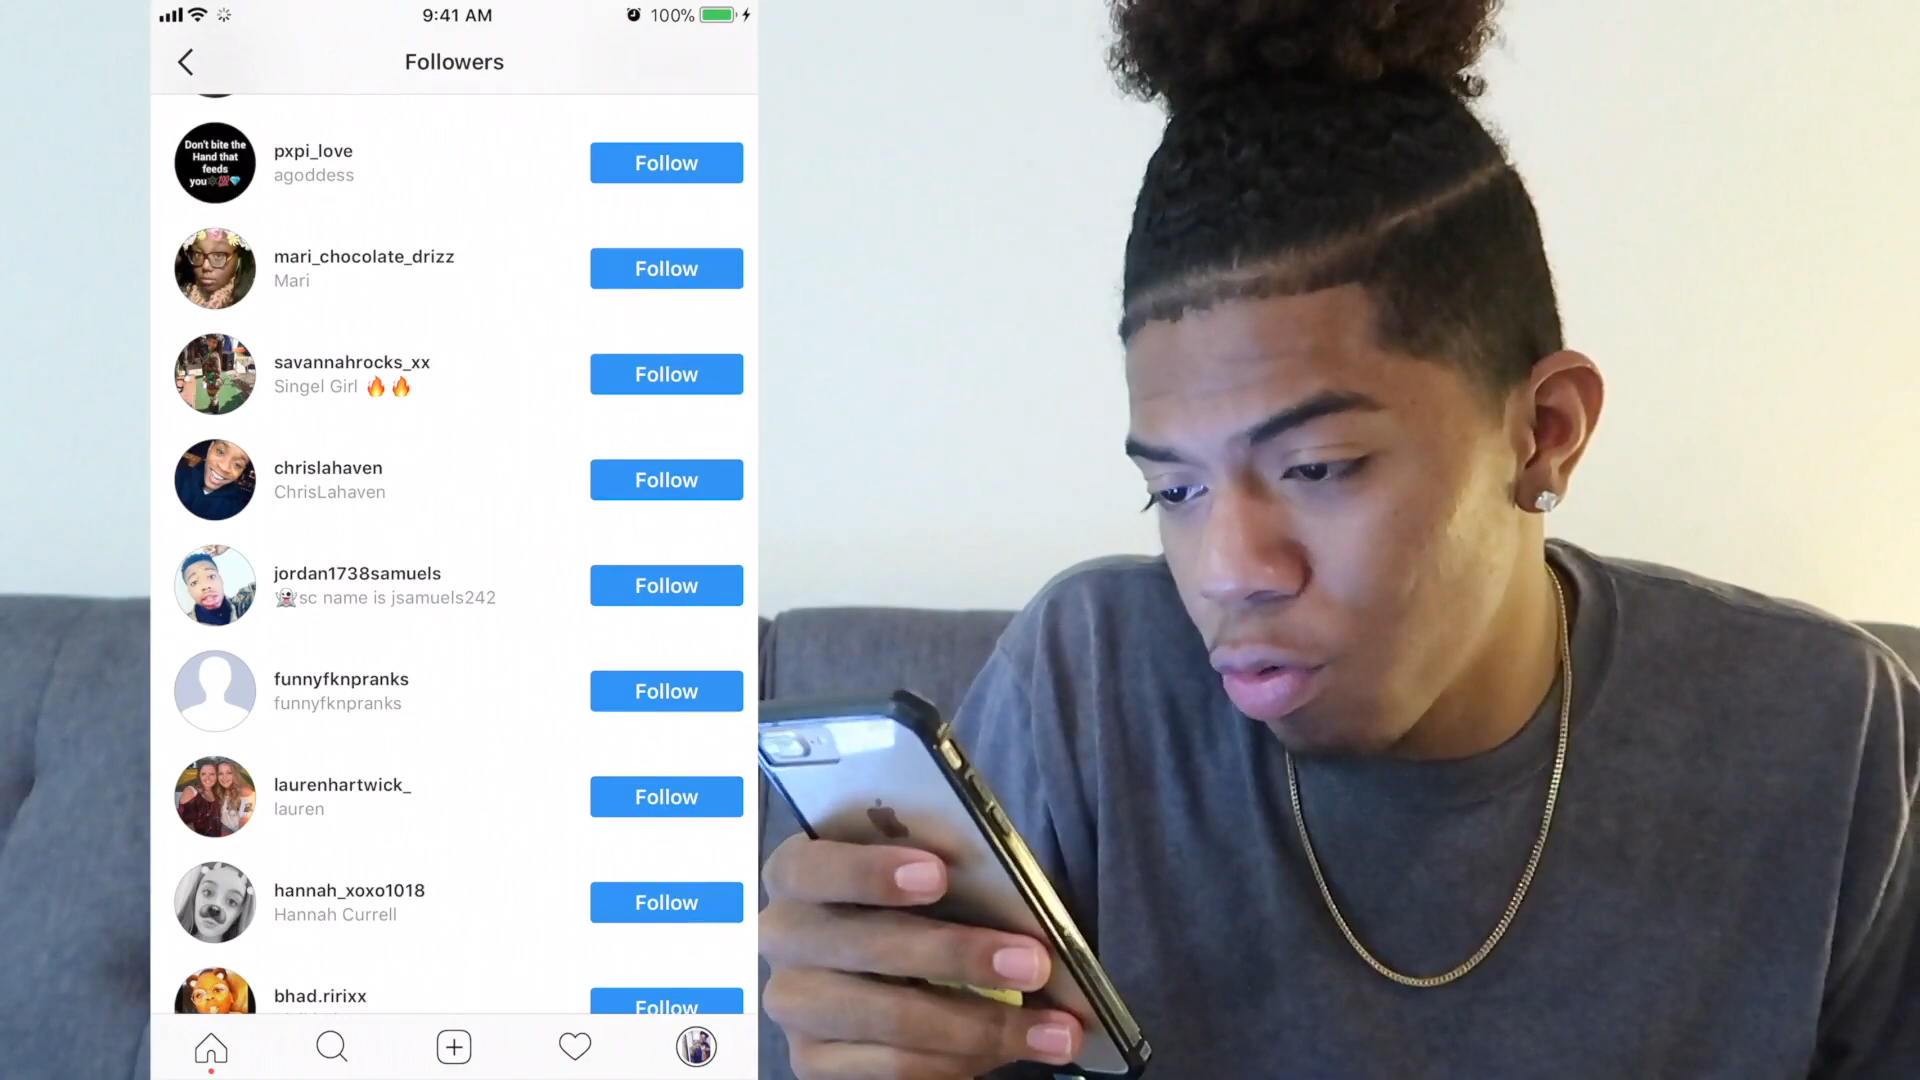 9:41 AM
100%
Followers
Don't bite the
Hand that
feeds
you
pxpi_love
agoddess
Follow
mari_chocolate_drizz
Mari
Follow
savannahrocks_xx
Singel Girl 🔥🔥
Follow
chrislahaven
ChrisLahaven
Follow
jordan1738samuels
👻sc name is jsamuels242
Follow
funnyfknpranks
funnyfknpranks
Follow
laurenhartwick_
lauren
Follow
hannah_xoxo1018
Hannah Currell
Follow
bhad.ririxx
Follow